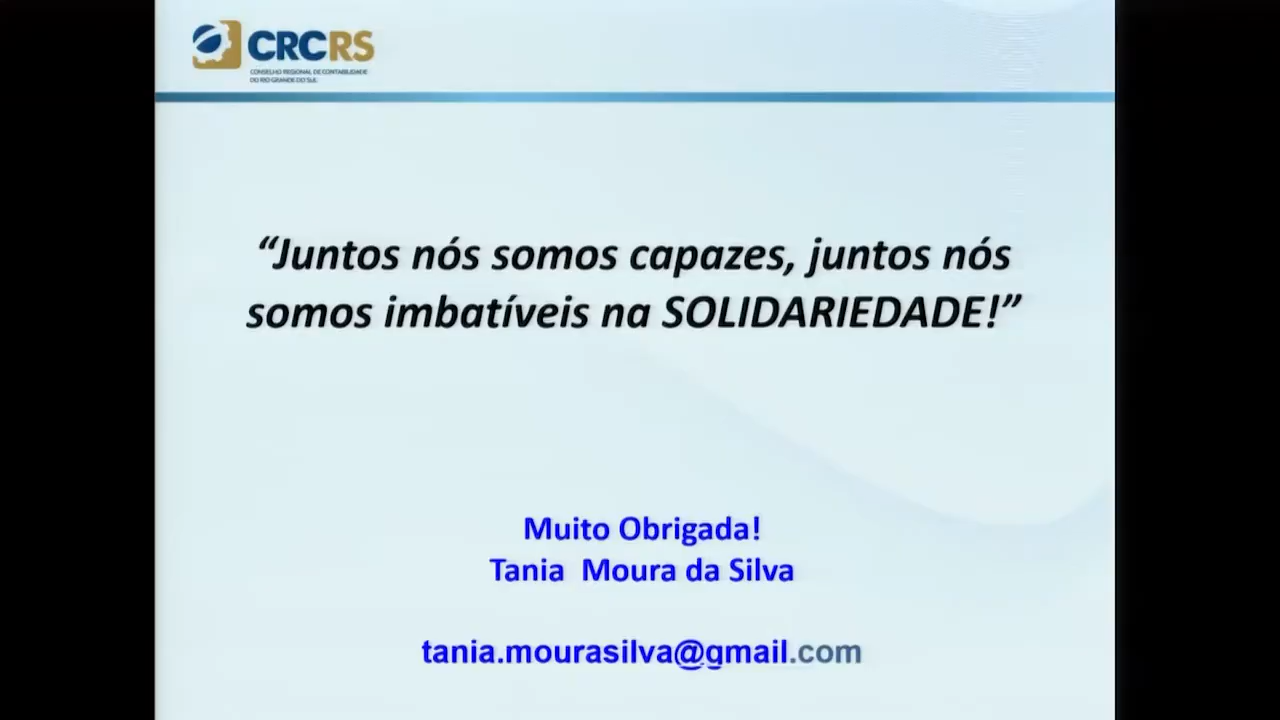 CRCRS
CONSELHO REGIONAL DE CONTABILIDADE
DO RIO GRANDE DO SUL
“Juntos nós somos capazes, juntos nós
somos imbatíveis na SOLIDARIEDADE!”
Muito Obrigada!
Tania Moura da Silva
tania.mourasilva@gmail.com